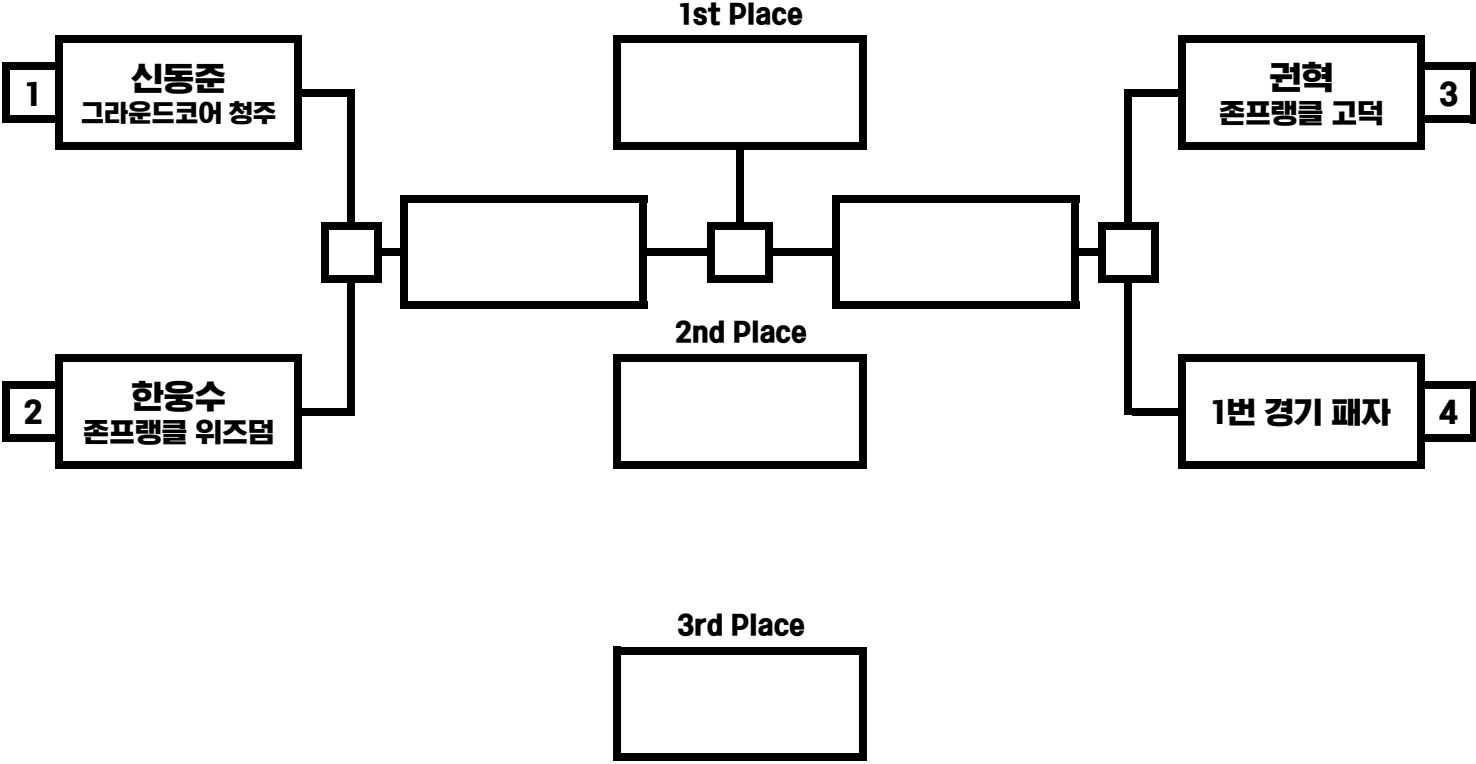 1st Place
1
신동준
그라운드코어 청주
권혁
존프랭클 고덕
3
2nd Place
2
한웅수
존프랭클 위즈덤
1번 경기 패자
4
3rd Place